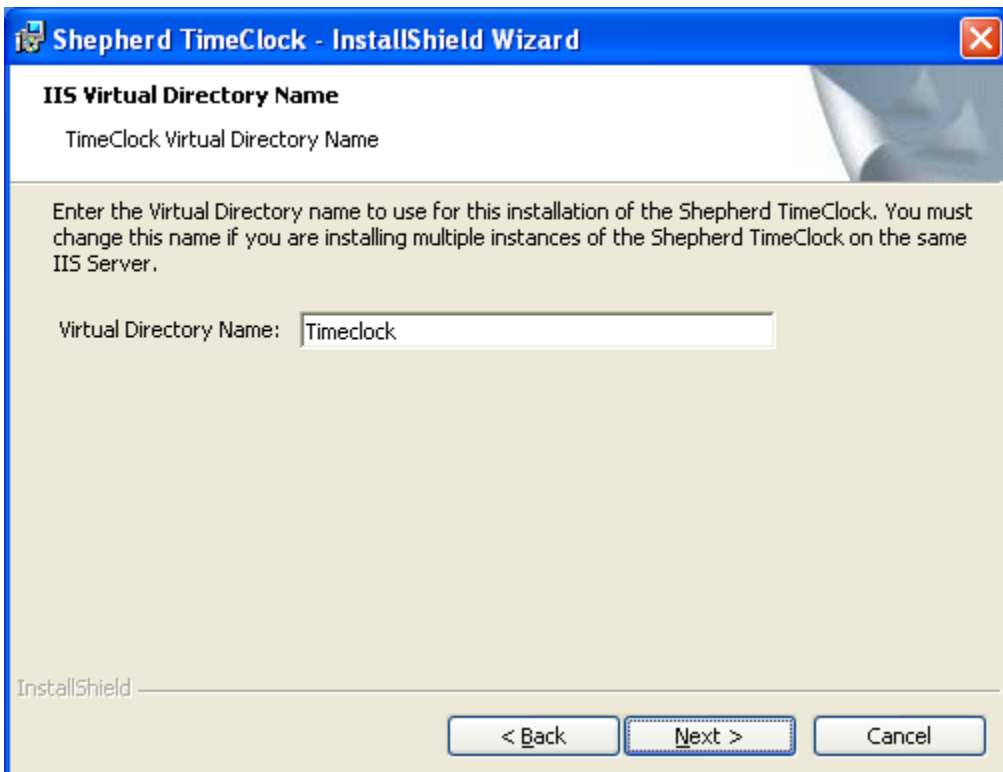 Shepherd TimeClock - InstallShield Wizard
IIS Virtual Directory Name
TimeClock Virtual Directory Name
Enter the Virtual Directory name to use for this installation of the Shepherd TimeClock. You must
change this name if you are installing multiple instances of the Shepherd TimeClock on the same
IIS Server.
Virtual Directory Name: Timeclock
InstallShield
< Back Next > Cancel